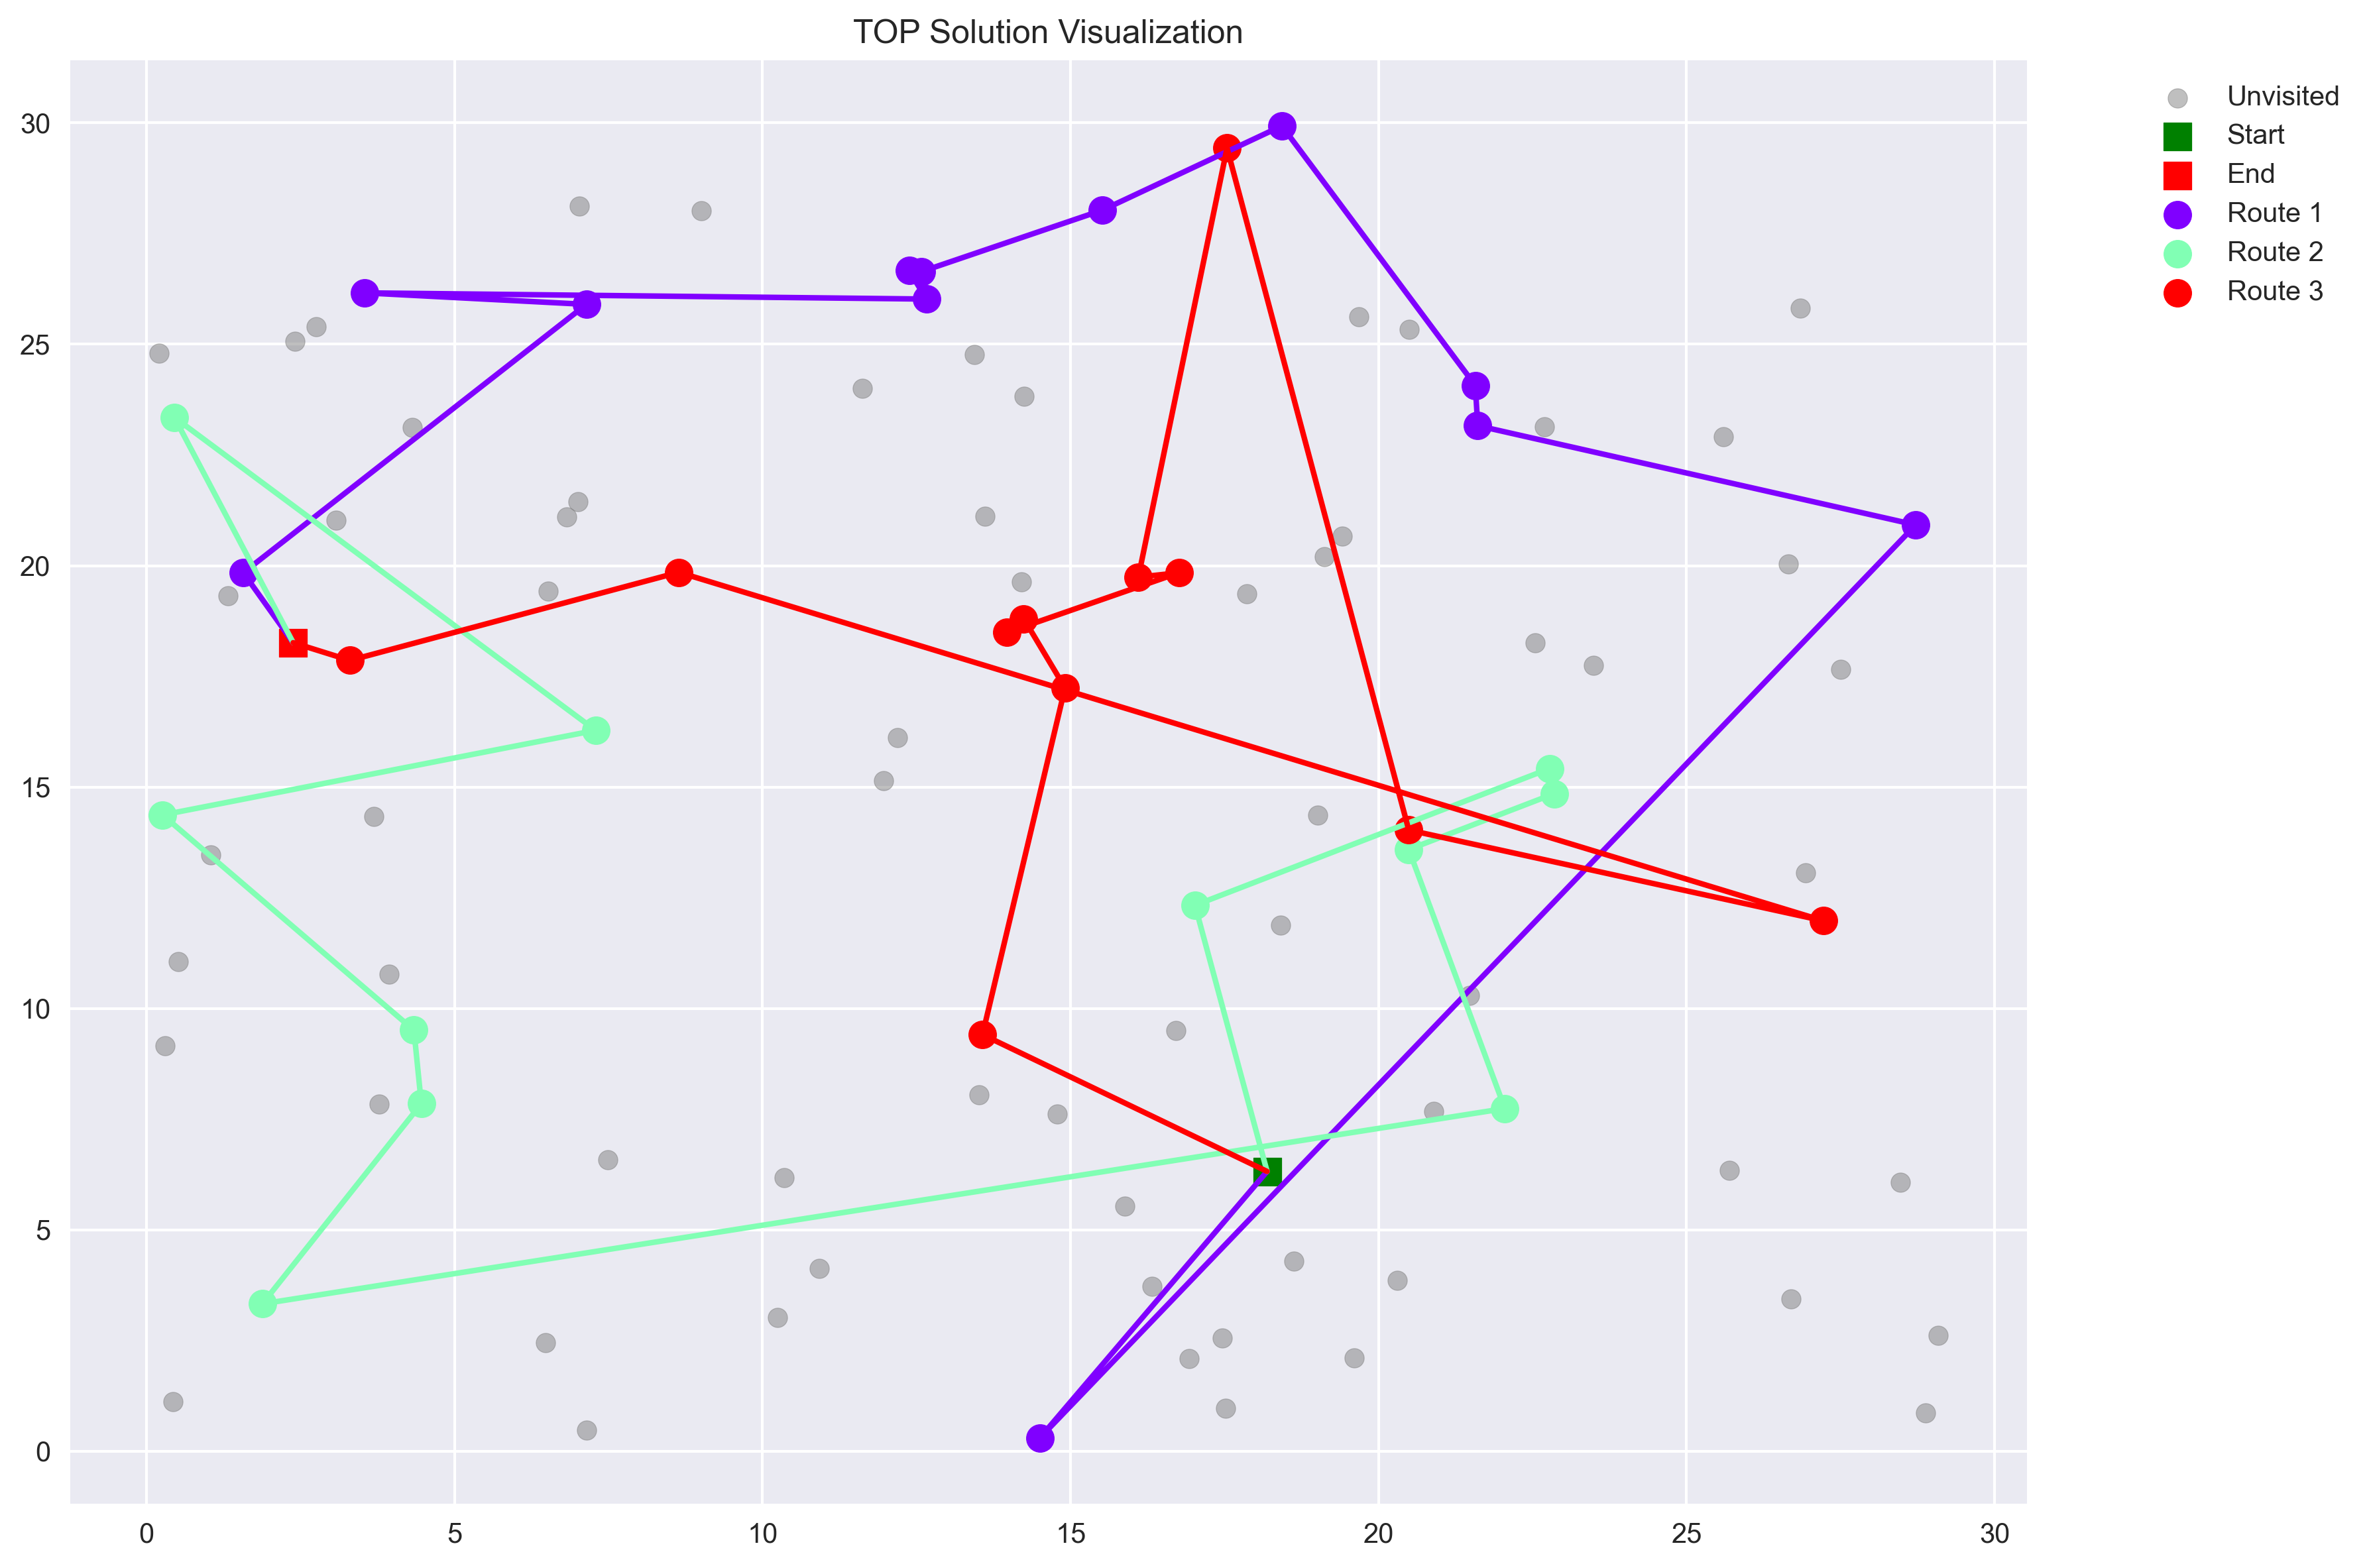 TOP Solution Visualization
Unvisited
Start
End
Route 1
Route 2
Route 3
30
25
20
15
10
5
0
0 5 10 15 20 25 30